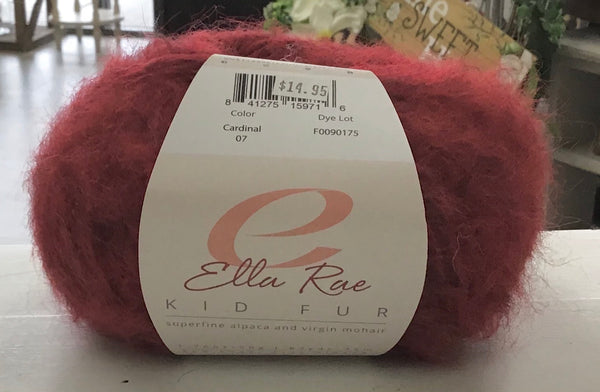 SWEET
$14.95
8 41275 15971 6
Color Dye Lot
Cardinal F0090175
07
e
Ella Rae
KID FUR
superfine alpaca and virgin mohair